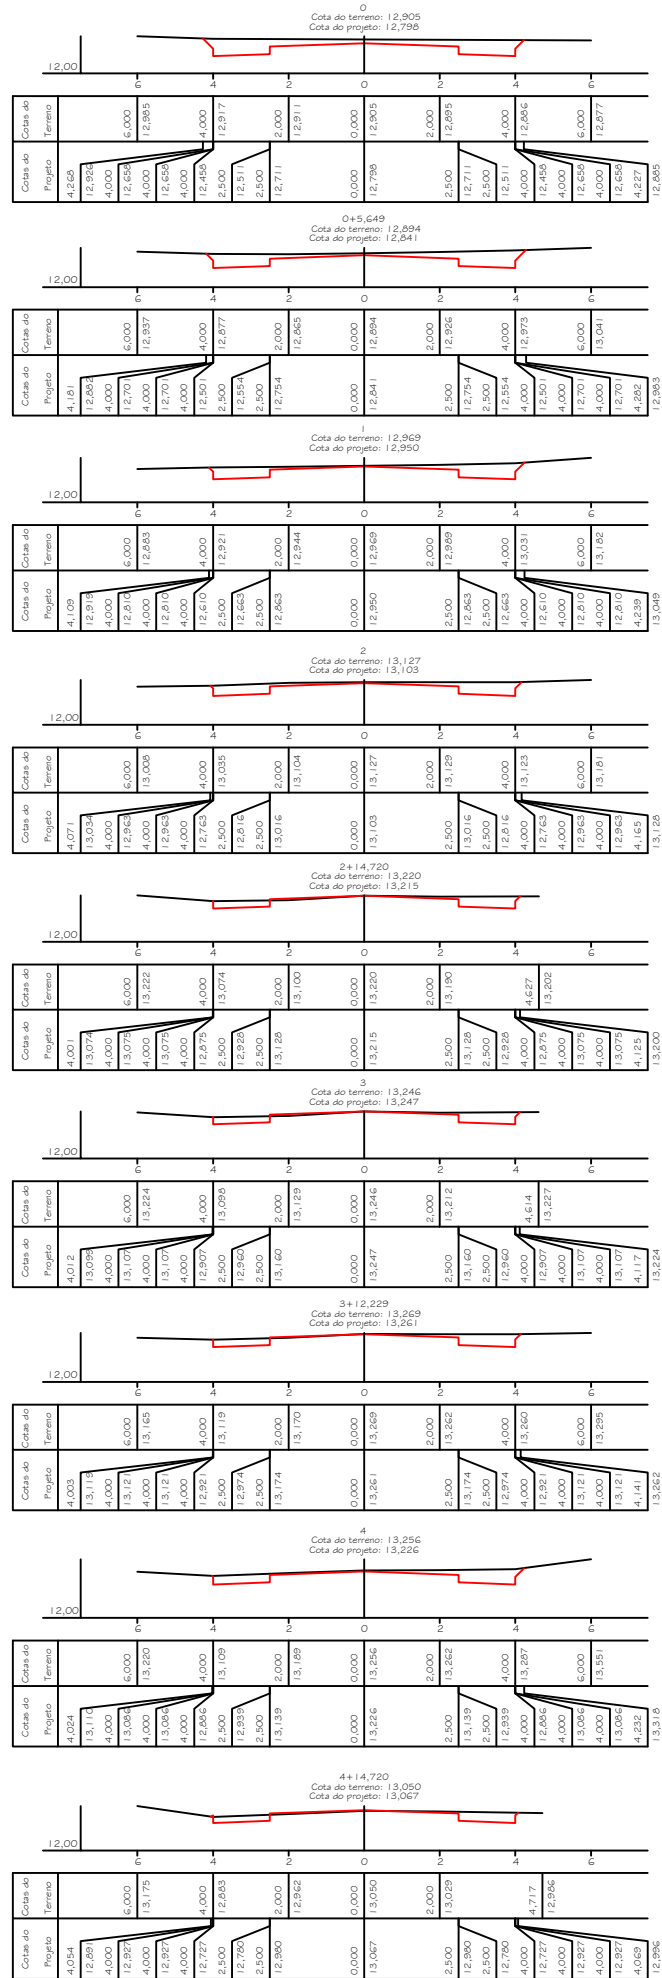 0
Cota do terreno: 12,905
Cota do projeto: 12,798
12,00
6 4 2 0 2 4 6
Cotas do Terreno 6,000 12,985 4,000 12,917 2,000 12,911 0,000 12,905 2,000 12,895 4,000 12,886 6,000 12,877
Cotas do Projeto 4,268 12,926 4,000 12,658 4,000 12,658 4,000 12,458 2,500 12,511 2,500 12,711 0,000 12,798 2,500 12,711 2,500 12,511 4,000 12,458 4,000 12,658 4,000 12,658 4,227 12,885
0+5,649
Cota do terreno: 12,894
Cota do projeto: 12,841
12,00
6 4 2 0 2 4 6
Cotas do Terreno 6,000 12,937 4,000 12,877 2,000 12,865 0,000 12,894 2,000 12,926 4,000 12,973 6,000 13,041
Cotas do Projeto 4,181 12,882 4,000 12,701 4,000 12,701 4,000 12,501 2,500 12,554 2,500 12,754 0,000 12,841 2,500 12,754 2,500 12,554 4,000 12,501 4,000 12,701 4,000 12,701 4,282 12,983
1
Cota do terreno: 12,969
Cota do projeto: 12,950
12,00
6 4 2 0 2 4 6
Cotas do Terreno 6,000 12,883 4,000 12,921 2,000 12,944 0,000 12,969 2,000 12,989 4,000 13,031 6,000 13,182
Cotas do Projeto 4,109 12,919 4,000 12,810 4,000 12,810 4,000 12,610 2,500 12,663 2,500 12,863 0,000 12,950 2,500 12,863 2,500 12,663 4,000 12,610 4,000 12,810 4,000 12,810 4,239 13,049
2
Cota do terreno: 13,127
Cota do projeto: 13,103
12,00
6 4 2 0 2 4 6
Cotas do Terreno 6,000 13,008 4,000 13,035 2,000 13,104 0,000 13,127 2,000 13,129 4,000 13,123 6,000 13,181
Cotas do Projeto 4,071 13,034 4,000 12,963 4,000 12,963 4,000 12,763 2,500 12,816 2,500 13,016 0,000 13,103 2,500 13,016 2,500 12,816 4,000 12,763 4,000 12,963 4,000 12,963 4,165 13,128
2+14,720
Cota do terreno: 13,220
Cota do projeto: 13,215
12,00
6 4 2 0 2 4 6
Cotas do Terreno 6,000 13,222 4,000 13,074 2,000 13,100 0,000 13,220 2,000 13,190 4,627 13,202
Cotas do Projeto 4,001 13,074 4,000 13,075 4,000 13,075 4,000 12,875 2,500 12,928 2,500 13,128 0,000 13,215 2,500 13,128 2,500 12,928 4,000 12,875 4,000 13,075 4,000 13,075 4,125 13,200
3
Cota do terreno: 13,246
Cota do projeto: 13,247
12,00
6 4 2 0 2 4 6
Cotas do Terreno 6,000 13,224 4,000 13,098 2,000 13,129 0,000 13,246 2,000 13,212 4,614 13,227
Cotas do Projeto 4,012 13,095 4,000 13,107 4,000 13,107 4,000 12,907 2,500 12,960 2,500 13,160 0,000 13,247 2,500 13,160 2,500 12,960 4,000 12,907 4,000 13,107 4,000 13,107 4,117 13,224
3+12,229
Cota do terreno: 13,269
Cota do projeto: 13,261
12,00
6 4 2 0 2 4 6
Cotas do Terreno 6,000 13,165 4,000 13,119 2,000 13,170 0,000 13,269 2,000 13,262 4,000 13,260 6,000 13,295
Cotas do Projeto 4,003 13,119 4,000 13,121 4,000 13,121 4,000 12,921 2,500 12,974 2,500 13,174 0,000 13,261 2,500 13,174 2,500 12,974 4,000 12,921 4,000 13,121 4,000 13,121 4,141 13,262
4
Cota do terreno: 13,256
Cota do projeto: 13,226
12,00
6 4 2 0 2 4 6
Cotas do Terreno 6,000 13,220 4,000 13,109 2,000 13,189 0,000 13,256 2,000 13,262 4,000 13,287 6,000 13,551
Cotas do Projeto 4,024 13,110 4,000 13,086 4,000 13,086 4,000 12,886 2,500 12,939 2,500 13,139 0,000 13,226 2,500 13,139 2,500 12,939 4,000 12,886 4,000 13,086 4,000 13,086 4,232 13,318
4+14,720
Cota do terreno: 13,050
Cota do projeto: 13,067
12,00
6 4 2 0 2 4 6
Cotas do Terreno 6,000 13,175 4,000 12,883 2,000 12,962 0,000 13,050 2,000 13,029 4,717 12,986
Cotas do Projeto 4,054 12,891 4,000 12,927 4,000 12,927 4,000 12,727 2,500 12,780 2,500 12,980 0,000 13,067 2,500 12,980 2,500 12,780 4,000 12,727 4,000 12,927 4,000 12,927 4,069 12,996